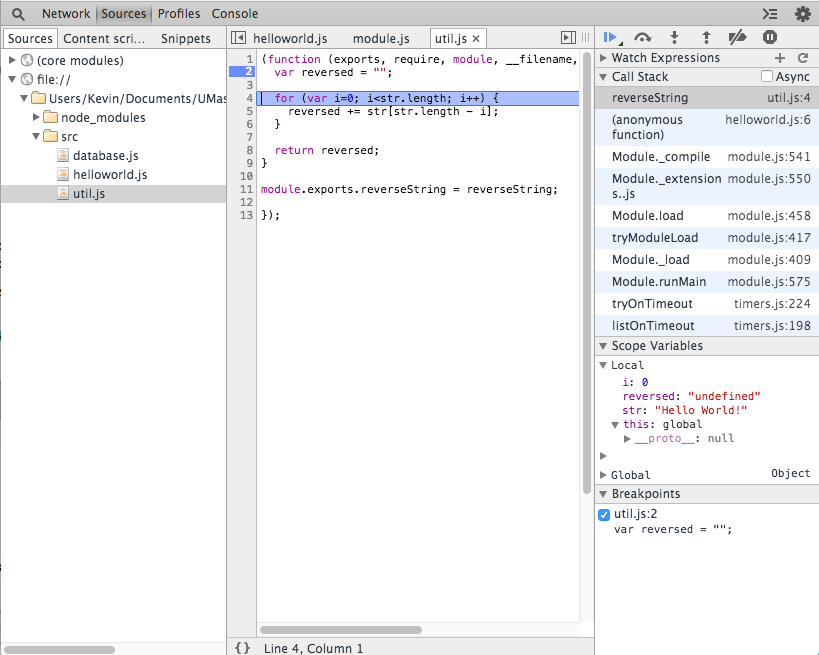 Network Sources Profiles Console
Sources Content scri... Snippets
helloworld.js module.js util.js ×
(core modules)
file://
Users/Kevin/Documents/UMas
node_modules
src
database.js
helloworld.js
util.js
1 (function (exports, require, module, __filename,
2 var reversed = "";
3
4 for (var i=0; i<str.length; i++) {
5 reversed += str[str.length - i];
6 }
7
8 return reversed;
9 }
10
11 module.exports.reverseString = reverseString;
12
13 });
{} Line 4, Column 1
Watch Expressions
Call Stack Async
reverseString util.js:4
(anonymous helloworld.js:6
function)
Module._compile module.js:541
Module._extension module.js:550
s..js
Module.load module.js:458
tryModuleLoad module.js:417
Module._load module.js:409
Module.runMain module.js:575
tryOnTimeout timers.js:224
listOnTimeout timers.js:198
Scope Variables
Local
i: 0
reversed: "undefined"
str: "Hello World!"
this: global
__proto__: null
Global Object
Breakpoints
util.js:2
var reversed = "";